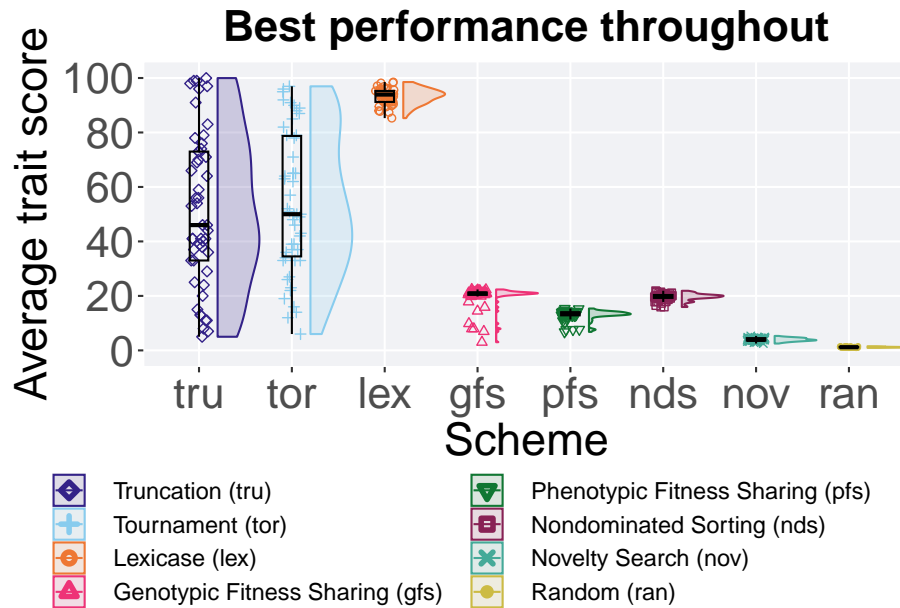 Best performance throughout
Average trait score
100
80
60
40
20
0
tru tor lex gfs pfs nds nov ran
Scheme
Truncation (tru)
Tournament (tor)
Lexicase (lex)
Genotypic Fitness Sharing (gfs)
Phenotypic Fitness Sharing (pfs)
Nondominated Sorting (nds)
Novelty Search (nov)
Random (ran)